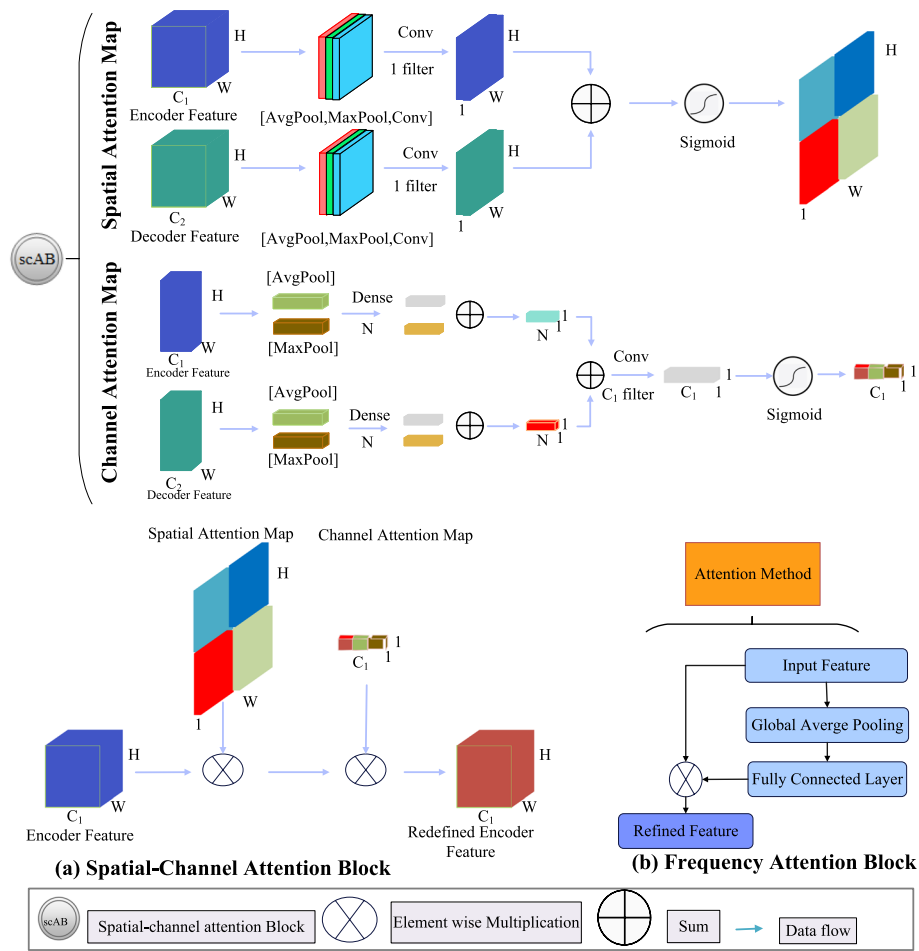 scAB
Spatial Attention Map
H
W
C1
Encoder Feature
[AvgPool,MaxPool,Conv]
Conv
1 filter
H
W
1
Sigmoid
H
W
1
H
W
C2
Decoder Feature
[AvgPool,MaxPool,Conv]
Conv
1 filter
H
W
1
Channel Attention Map
H
W
C1
Encoder Feature
[AvgPool]
[MaxPool]
Dense
N
1
1
N
Conv
C1 filter
1
1
C1
Sigmoid
1
1
C1
H
W
C2
Decoder Feature
[AvgPool]
[MaxPool]
Dense
N
1
1
N
Spatial Attention Map
Channel Attention Map
H
W
1
1
1
C1
H
W
C1
Encoder Feature
H
W
C1
Redefined Encoder
Feature
(a) Spatial-Channel Attention Block
Attention Method
Input Feature
Global Averge Pooling
Fully Connected Layer
Refined Feature
(b) Frequency Attention Block
scAB
Spatial-channel attention Block
Element wise Multiplication
Sum
Data flow